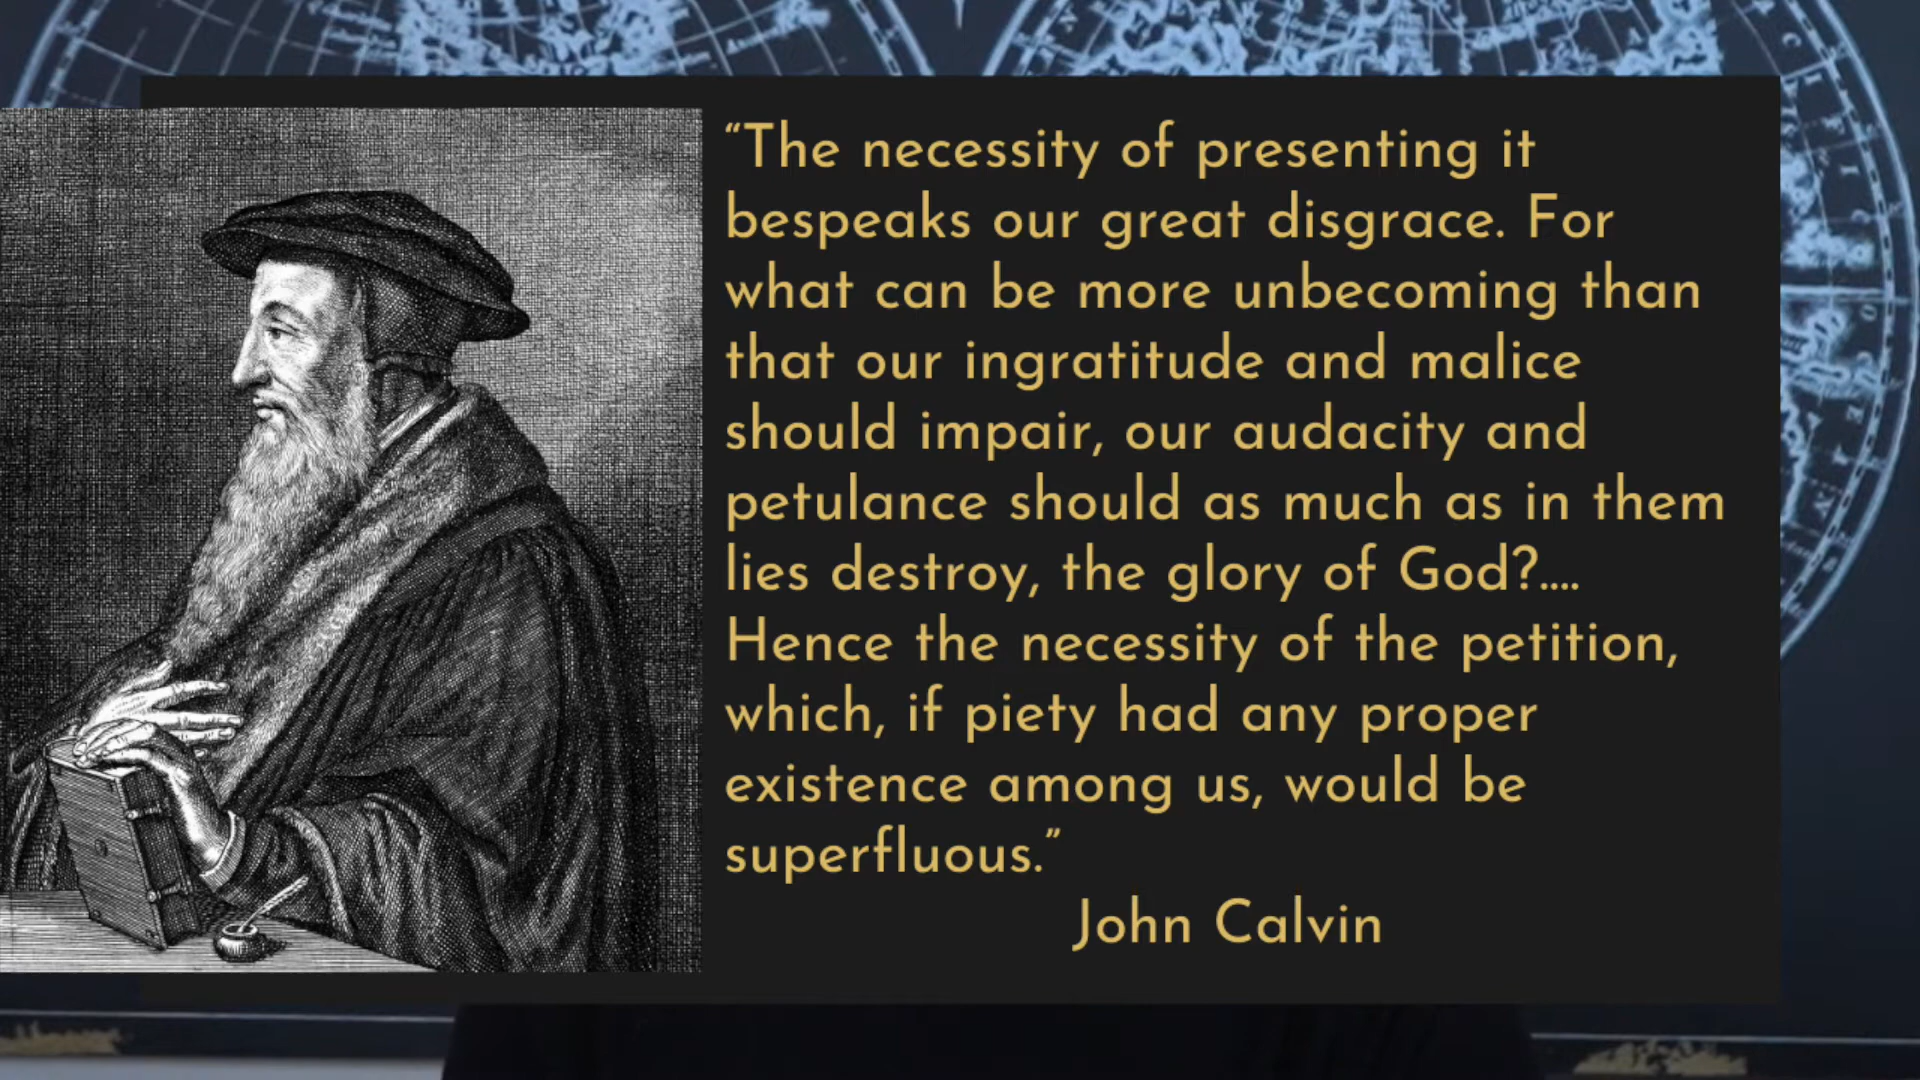 “The necessity of presenting it
bespeaks our great disgrace. For
what can be more unbecoming than
that our ingratitude and malice
should impair, our audacity and
petulance should as much as in them
lies destroy, the glory of God?....
Hence the necessity of the petition,
which, if piety had any proper
existence among us, would be
superfluous.”
John Calvin